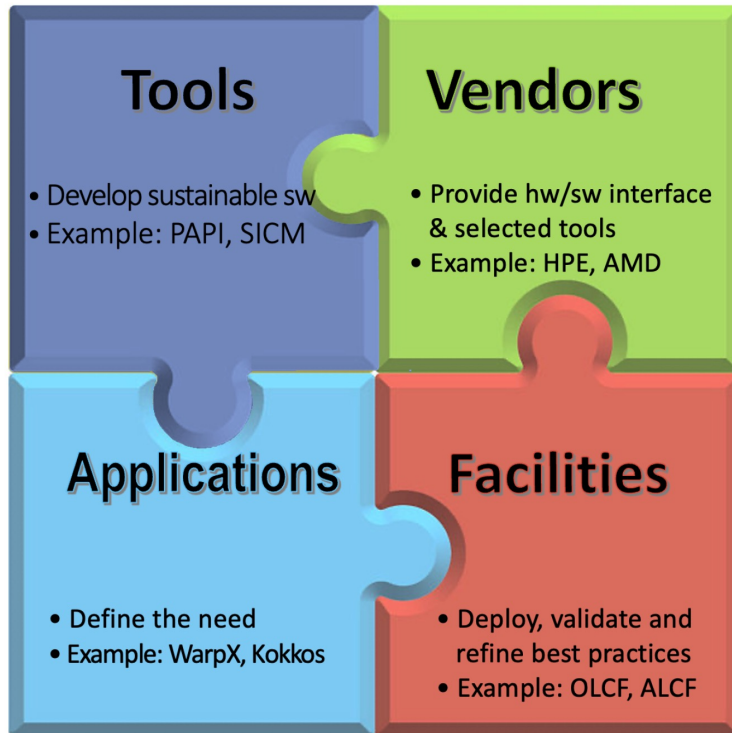 Tools
• Develop sustainable sw
• Example: PAPI, SICM
Vendors
• Provide hw/sw interface
& selected tools
• Example: HPE, AMD
Applications
• Define the need
• Example: WarpX, Kokkos
Facilities
• Deploy, validate and
refine best practices
• Example: OLCF, ALCF